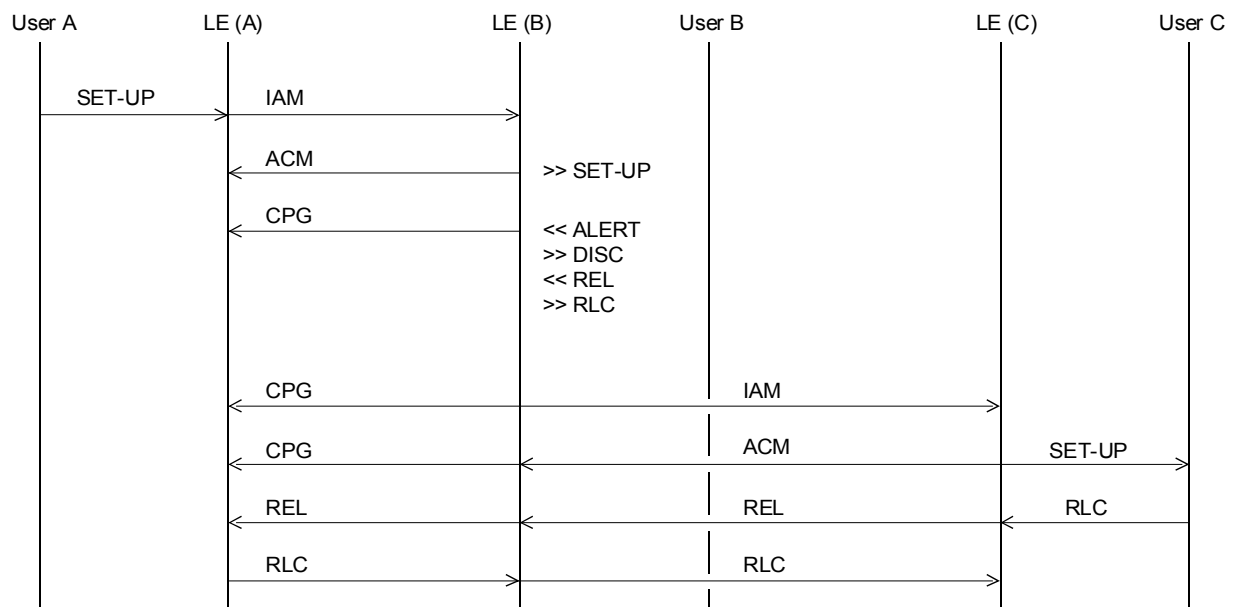 User A LE (A) LE (B) User B LE (C) User C
SET-UP IAM
ACM >> SET-UP
CPG << ALERT
>> DISC
<< REL
>> RLC
CPG IAM
CPG ACM SET-UP
REL REL RLC
RLC RLC